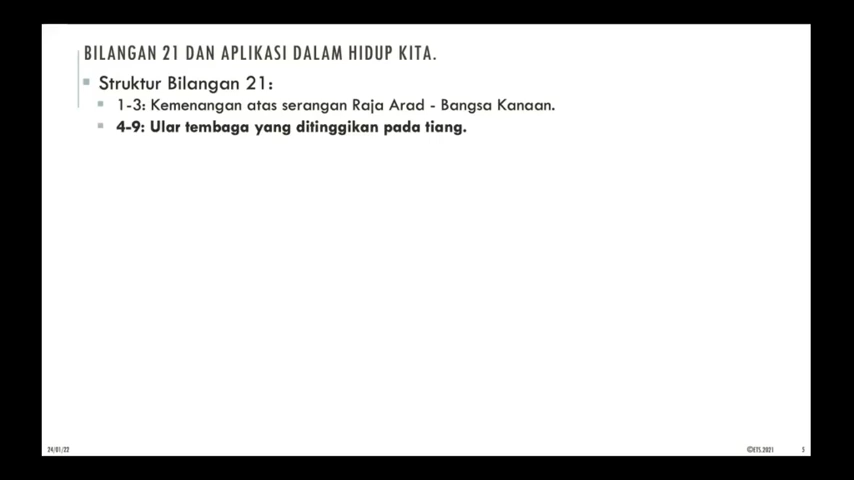 BILANGAN 21 DAN APLIKASI DALAM HIDUP KITA.
Struktur Bilangan 21:
1-3: Kemenangan atas serangan Raja Arad - Bangsa Kanaan.
4-9: Ular tembaga yang ditinggikan pada tiang.
24/01/22
©ETS.2021
5